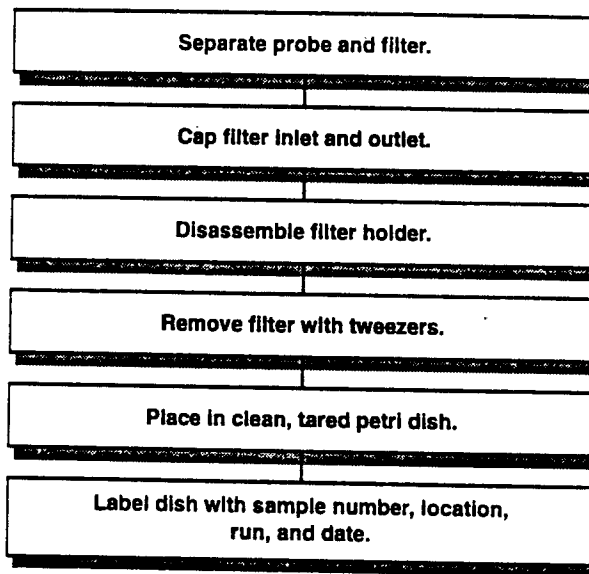 Separate probe and filter.
Cap filter inlet and outlet.
Disassemble filter holder.
Remove filter with tweezers.
Place in clean, tared petri dish.
Label dish with sample number, location,
run, and date.